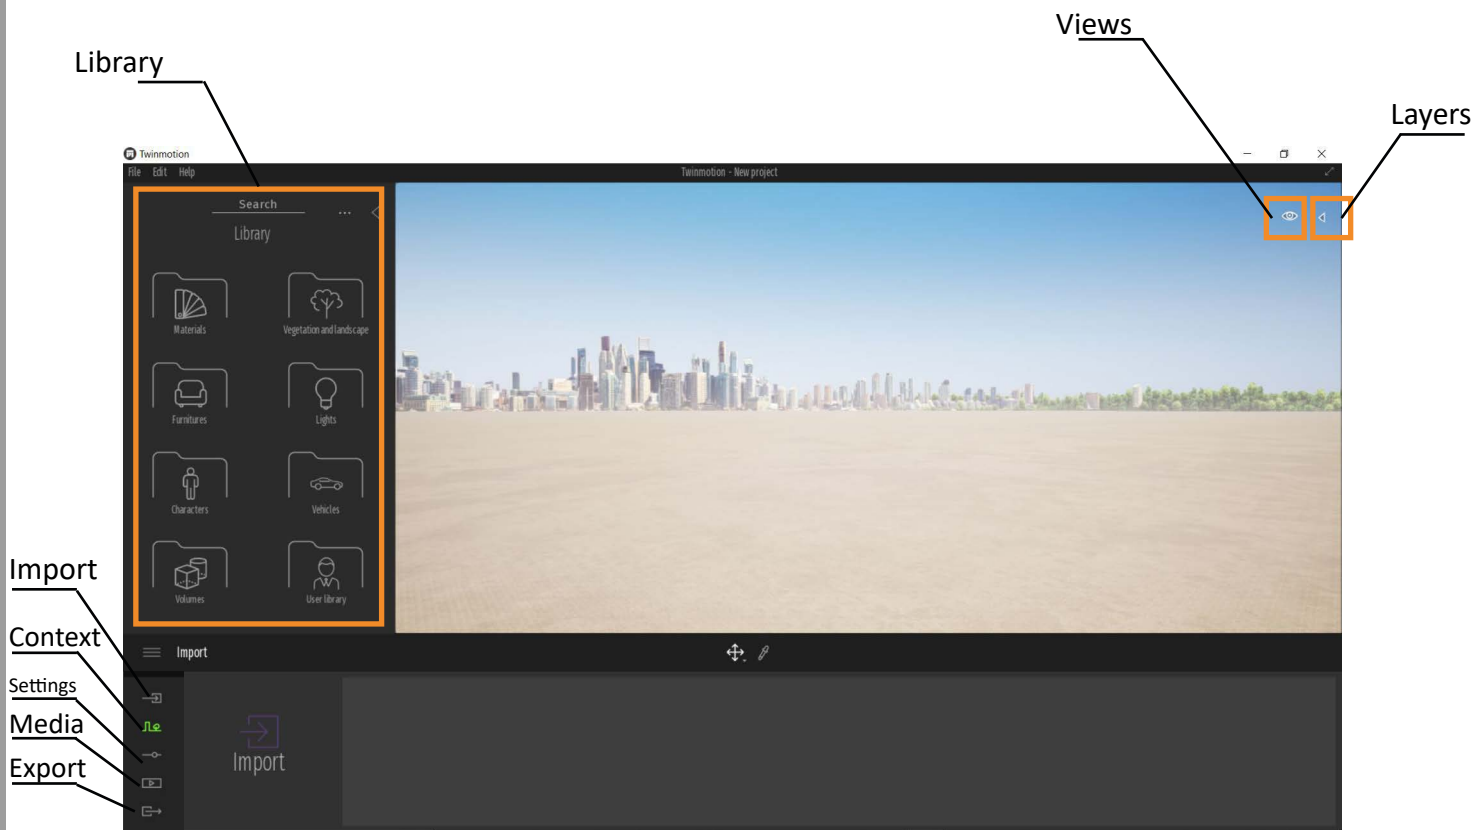 Views
Library
Layers
Twinmotion
File Edit Help
Twinmotion - New project
Search
...
Library
Materials
Vegetation and landscape
Furnitures
Lights
Characters
Vehicles
Volumes
User library
Import
Context
Import
Settings
Media
Export
Import